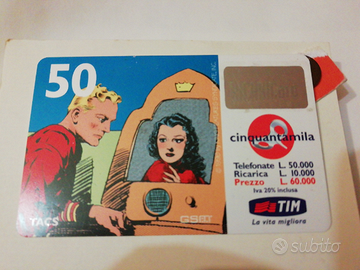 50
cinquantamila
Telefonate L. 50.000
Ricarica L. 10.000
Prezzo L. 60.000
Iva 20% inclusa
TACS
GSM
TIM
La vita migliora
subito